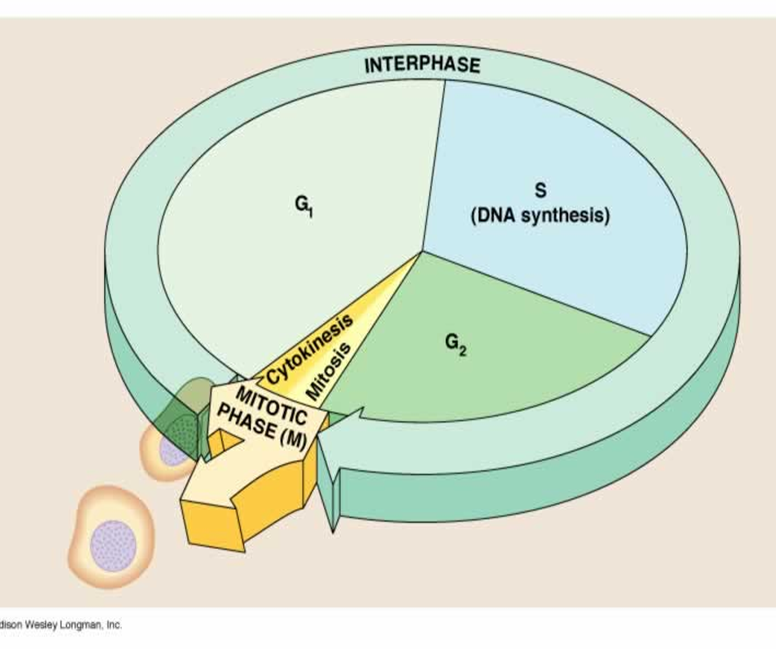 INTERPHASE
G1
S
(DNA synthesis)
G2
Cytokinesis
Mitosis
MITOTIC
PHASE (M)
dison Wesley Longman, Inc.